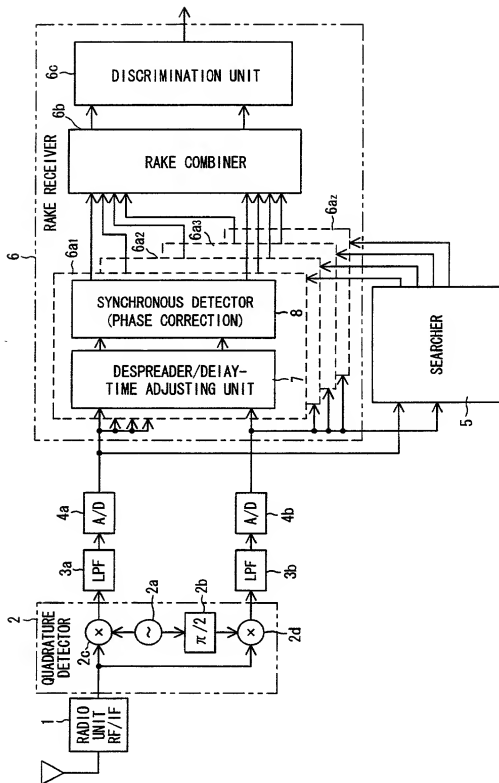 1
RADIO
UNIT
RF/IF
QUADRATURE
DETECTOR
2
2c
×
2a
~
2b
π/2
×
2d
3a
LPF
4a
A/D
LPF
3b
A/D
4b
6
RAKE RECEIVER
6a1
6a2
6a3
6az
DESPREADER/DEIAY-
TIME ADJUSTING UNIT
7
SYNCHRONOUS DETECTOR
(PHASE CORRECTION)
8
6b
RAKE COMBINER
6c
DISCRIMINATION UNIT
SEARCHER
5